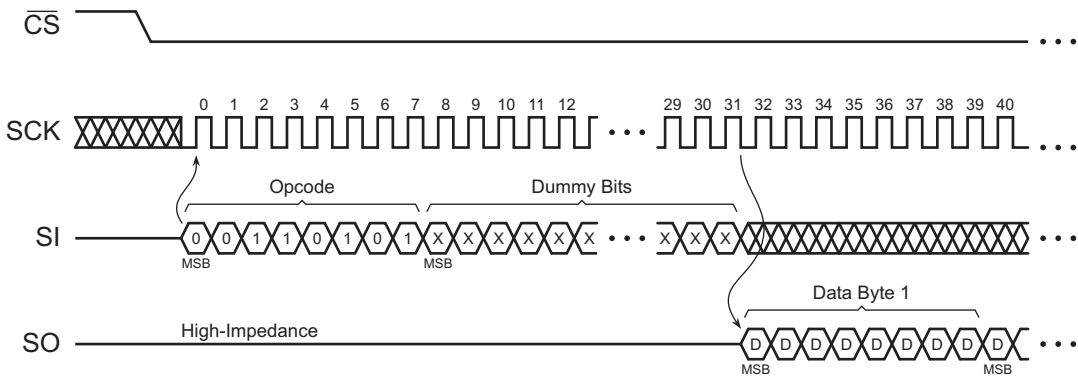 CS
0 1 2 3 4 5 6 7 8 9 10 11 12 29 30 31 32 33 34 35 36 37 38 39 40
SCK
Opcode Dummy Bits
SI 0 0 1 1 0 1 0 1 X X X X X X X X X
MSB MSB
Data Byte 1
High-Impedance
SO D D D D D D D D D
MSB MSB